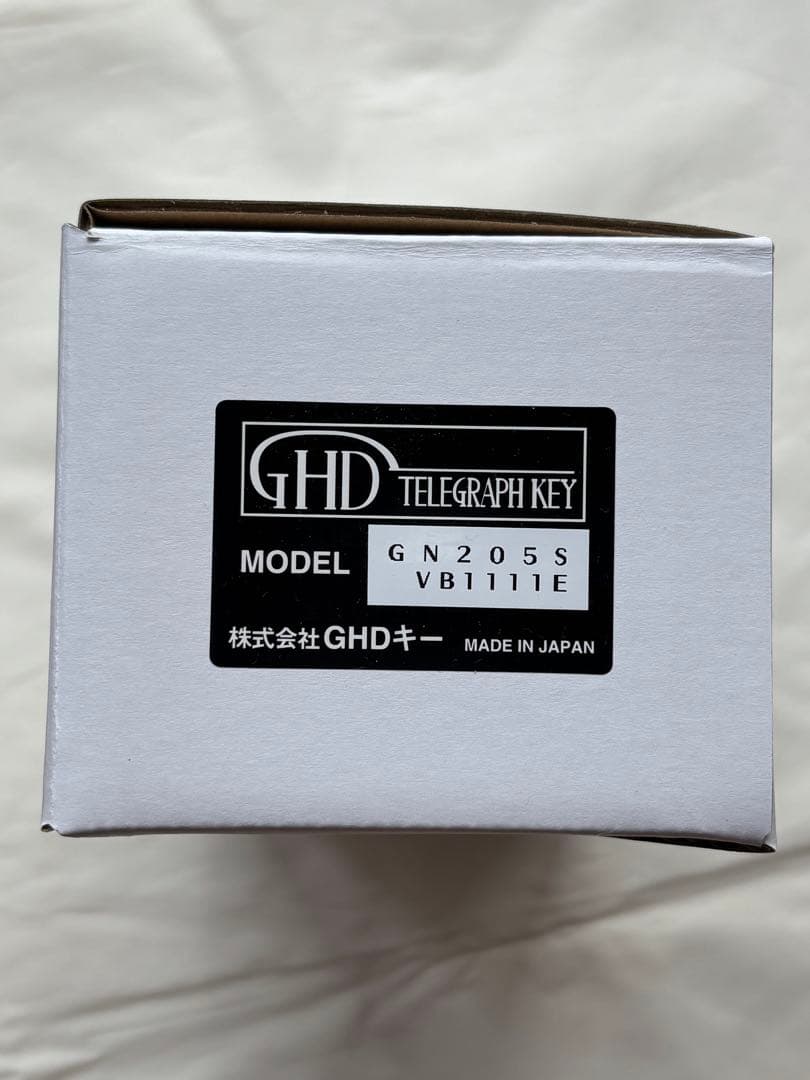 GHD TELEGRAPH KEY
MODEL GN205S
VB1111E
株式会社GHDキー MADE IN JAPAN